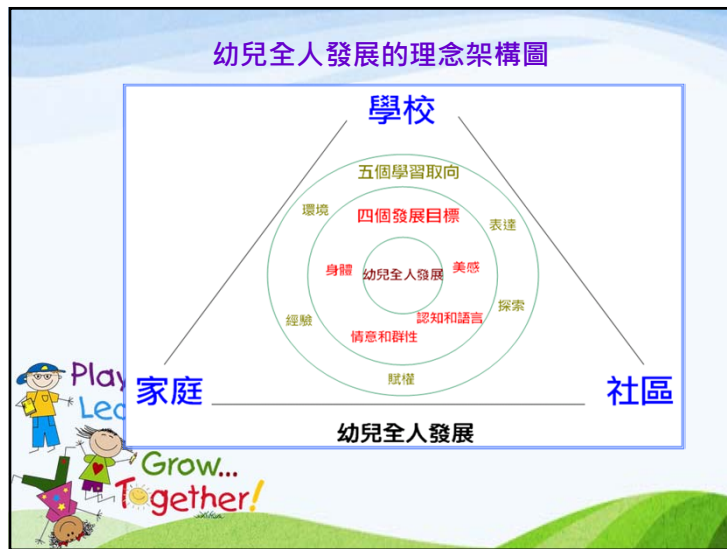 幼兒全人發展的理念架構圖
學校
五個學習取向
環境
四個發展目標
表達
身體
幼兒全人發展
美感
經驗
認知和語言
探索
情意和群性
賦權
家庭
社區
幼兒全人發展
Play
Lea
Grow...
Together!